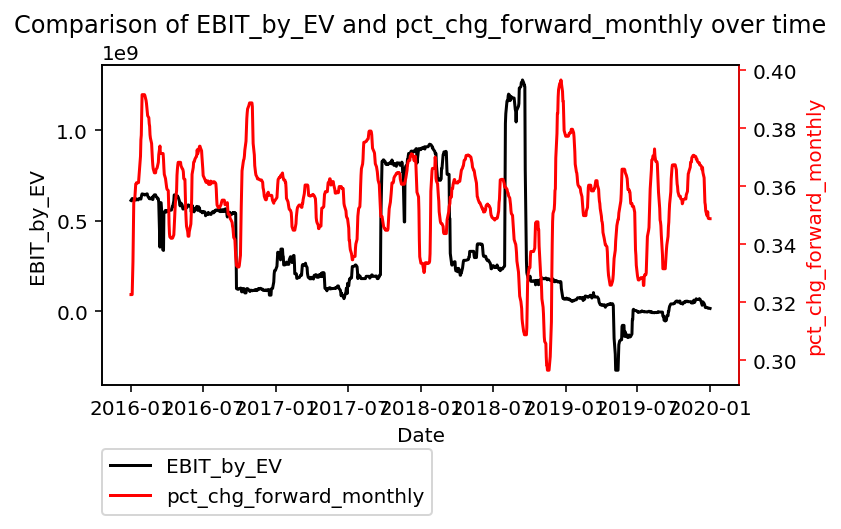 Comparison of EBIT_by_EV and pct_chg_forward_monthly over time
1e9
1.0
0.5
0.0
EBIT_by_EV
0.40
0.38
0.36
0.34
0.32
0.30
pct_chg_forward_monthly
2016-01 2016-07 2017-01 2017-07 2018-01 2018-07 2019-01 2019-07 2020-01
Date
EBIT_by_EV
pct_chg_forward_monthly